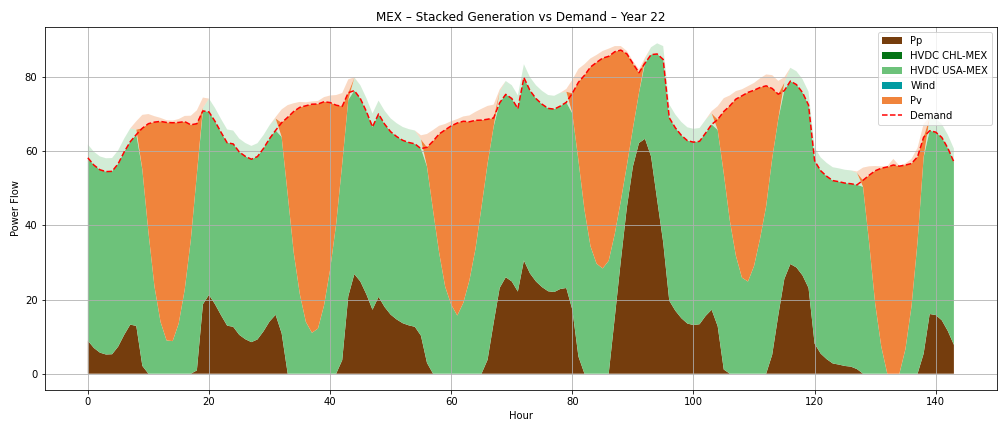 MEX – Stacked Generation vs Demand – Year 22
Power Flow
80
60
40
20
0
0 20 40 60 80 100 120 140
Hour
Pp
HVDC CHL-MEX
HVDC USA-MEX
Wind
Pv
Demand